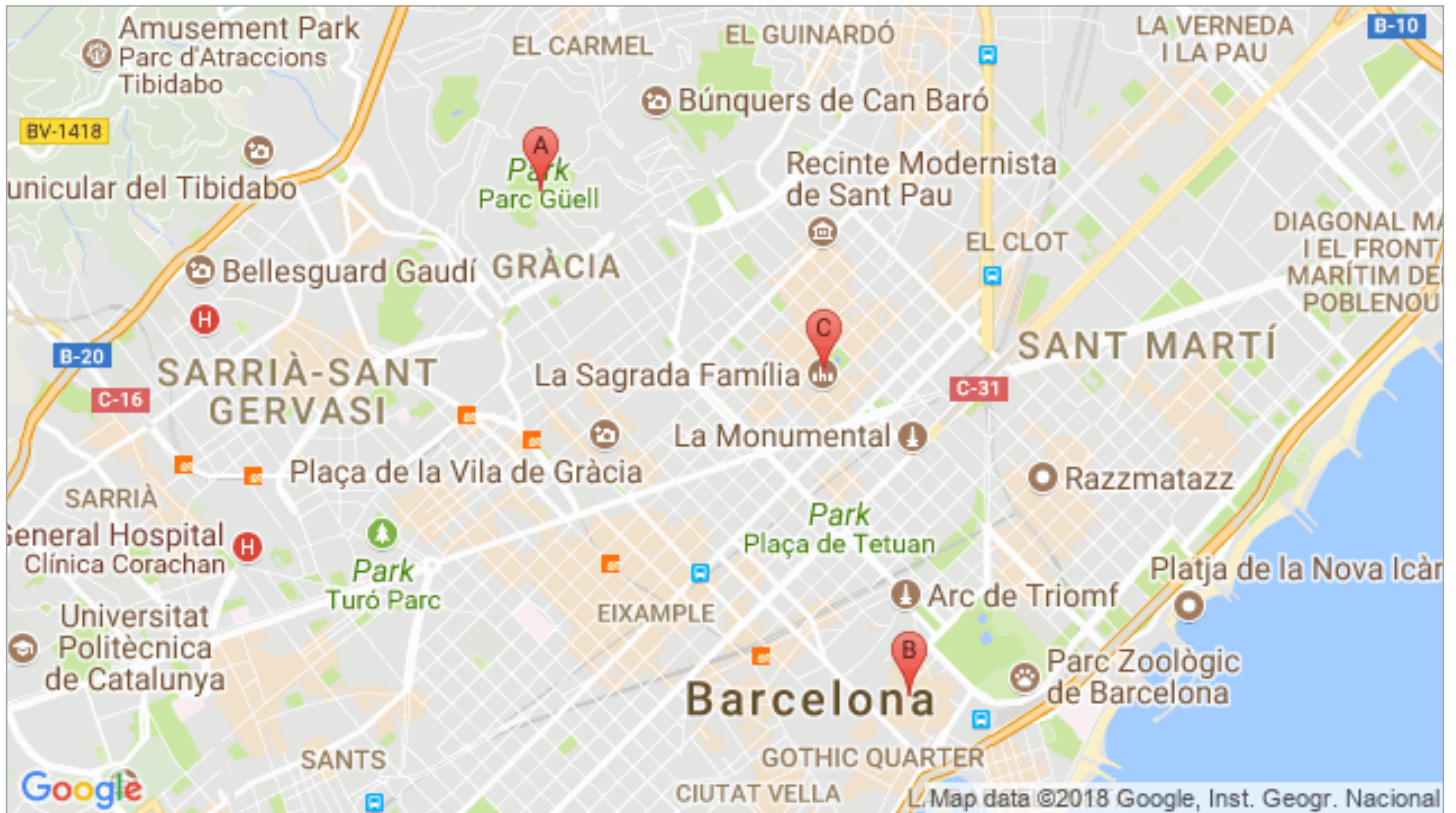 Amusement Park
Parc d'Atraccions
Tibidabo
EL CARMEL
EL GUINARDÓ
LA VERNEDA
I LA PAU
B-10
BV-1418
Búnquers de Can Baró
A
Park
Parc Güell
unicular del Tibidabo
Recinte Modernista
de Sant Pau
EL CLOT
DIAGONAL MA
I EL FRONT
MARÍTIM DE
POBLENOU
Bellesguard Gaudí
GRÀCIA
H
C
B-20
SARRIÀ-SANT
GERVASI
La Sagrada Família
SANT MARTÍ
C-16
C-31
La Monumental
Plaça de la Vila de Gràcia
Razzmatazz
SARRIÀ
Park
Plaça de Tetuan
General Hospital
Clínica Corachan
H
Park
Turó Parc
Platja de la Nova Icàr
Arc de Triomf
EIXAMPLE
Universitat
Politècnica
de Catalunya
B
Parc Zoològic
de Barcelona
Barcelona
SANTS
GOTHIC QUARTER
CIUTAT VELLA
Google
Map data ©2018 Google, Inst. Geogr. Nacional